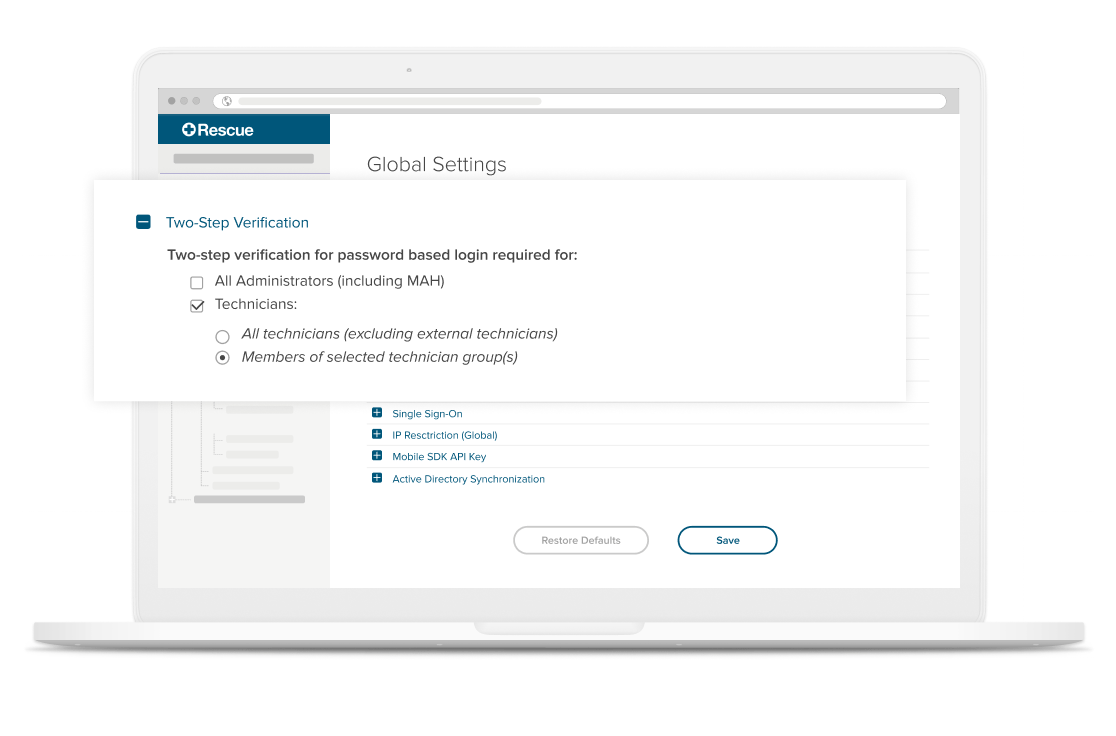 Rescue
Global Settings
Two-Step Verification
Two-step verification for password based login required for:
All Administrators (including MAH)
Technicians:
All technicians (excluding external technicians)
Members of selected technician group(s)
Single Sign-On
IP Resctriction (Global)
Mobile SDK API Key
Active Directory Synchronization
Restore Defaults
Save